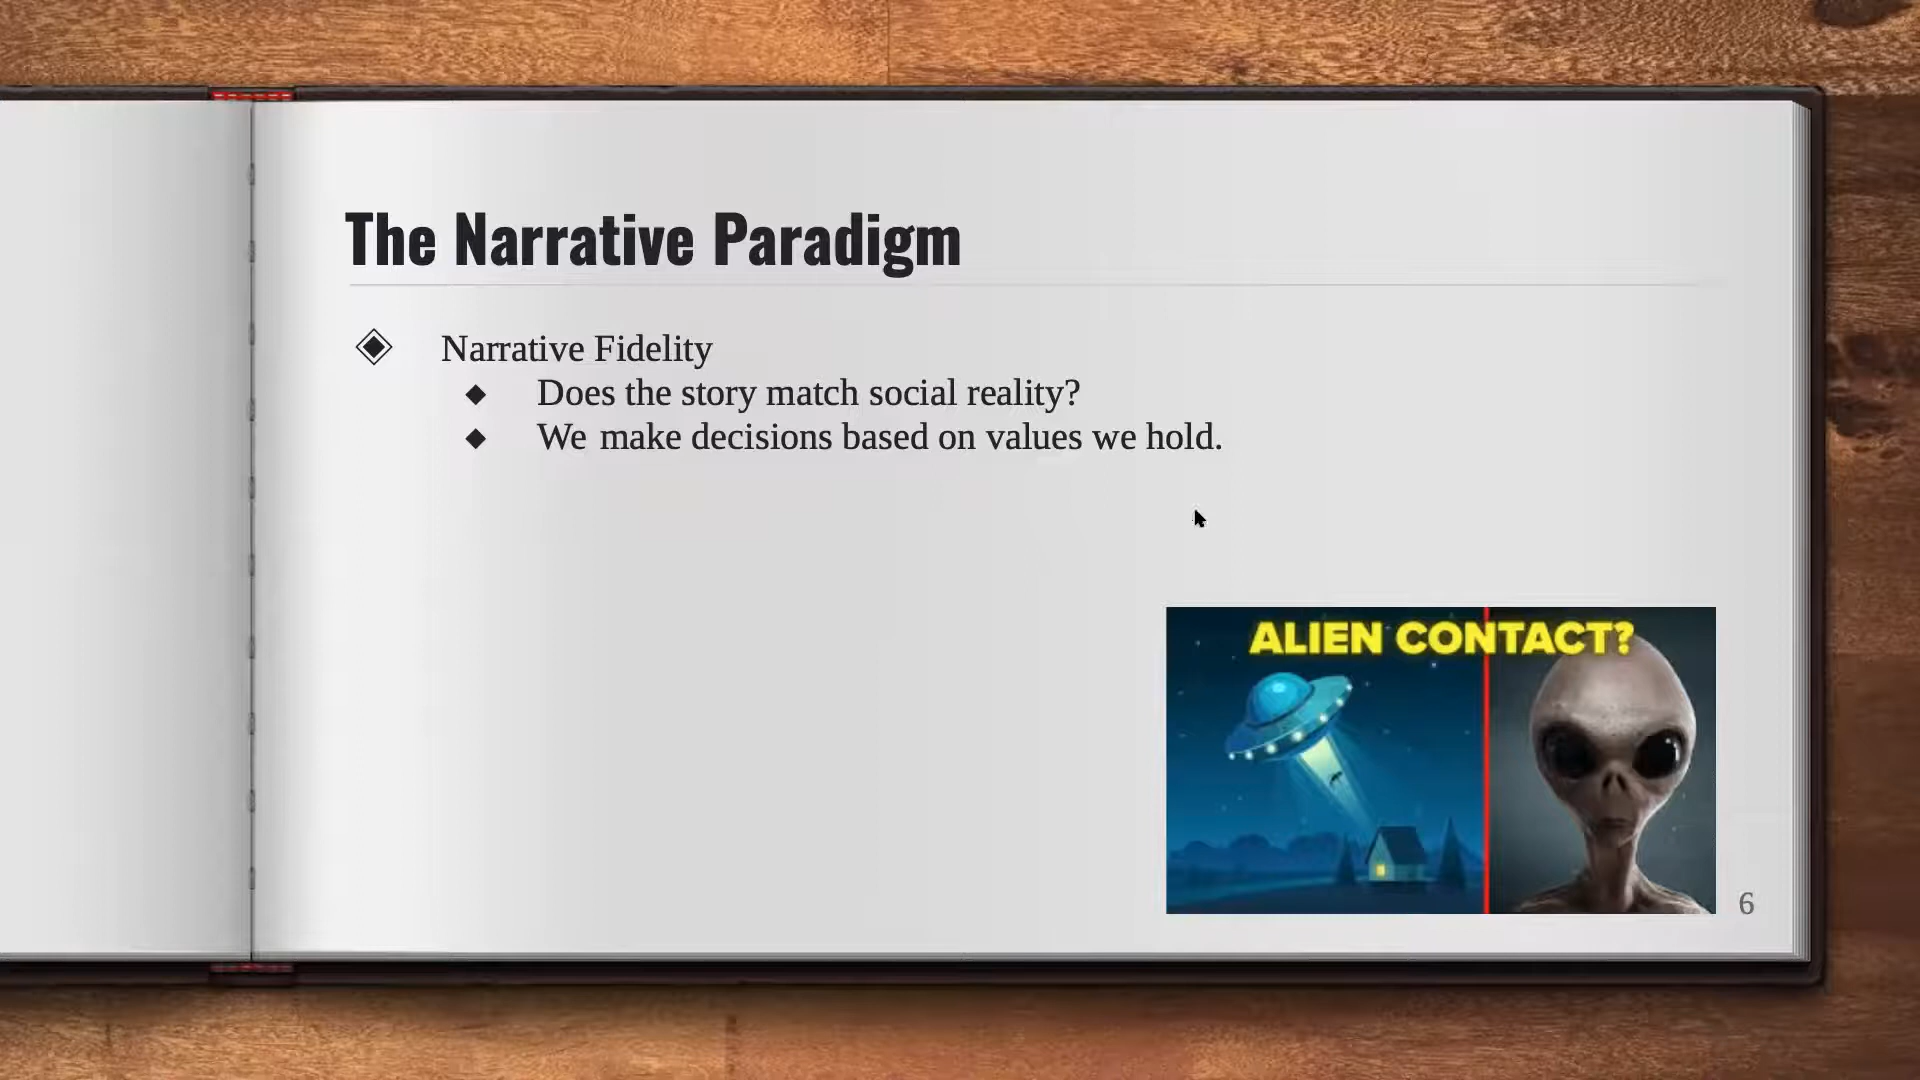 The Narrative Paradigm
Narrative Fidelity
Does the story match social reality?
We make decisions based on values we hold.
ALIEN CONTACT?
6